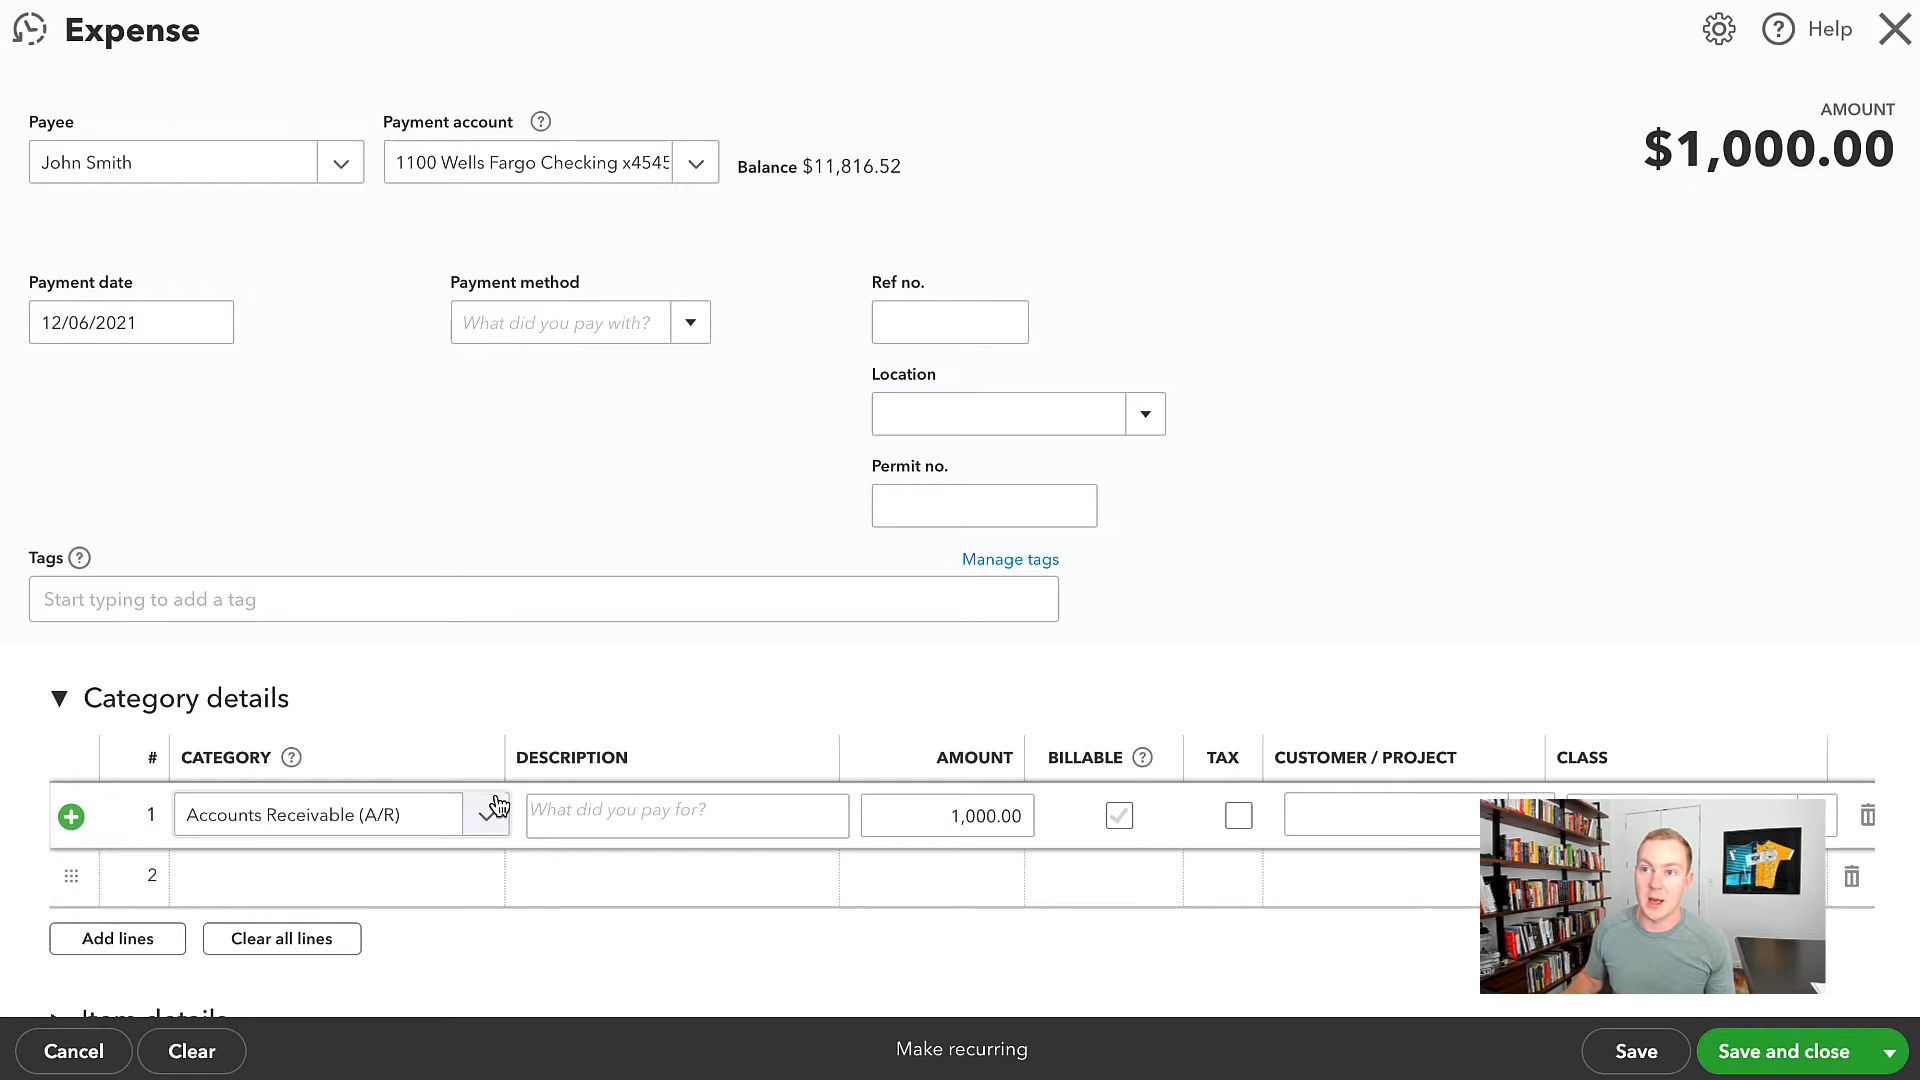 Expense
Help
AMOUNT
$1,000.00
Payee
Payment account
John Smith
1100 Wells Fargo Checking x4545
Balance $11,816.52
Payment date
Payment method
Ref no.
12/06/2021
What did you pay with?
Location
Permit no.
Tags
Manage tags
Start typing to add a tag
Category details
# CATEGORY DESCRIPTION AMOUNT BILLABLE TAX CUSTOMER / PROJECT CLASS
1 Accounts Receivable (A/R) What did you pay for? 1,000.00
2
Add lines
Clear all lines
Item details
Cancel
Clear
Make recurring
Save
Save and close